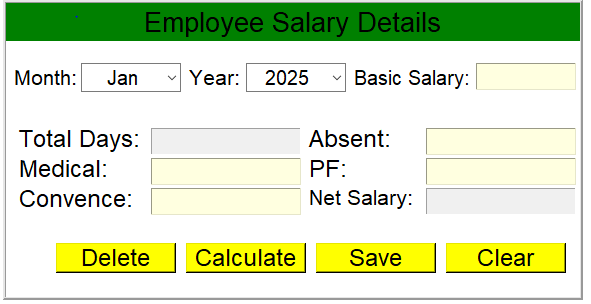 Employee Salary Details
Month: Jan Year: 2025 Basic Salary:
Total Days: Absent:
Medical: PF:
Convence: Net Salary:
Delete Calculate Save Clear